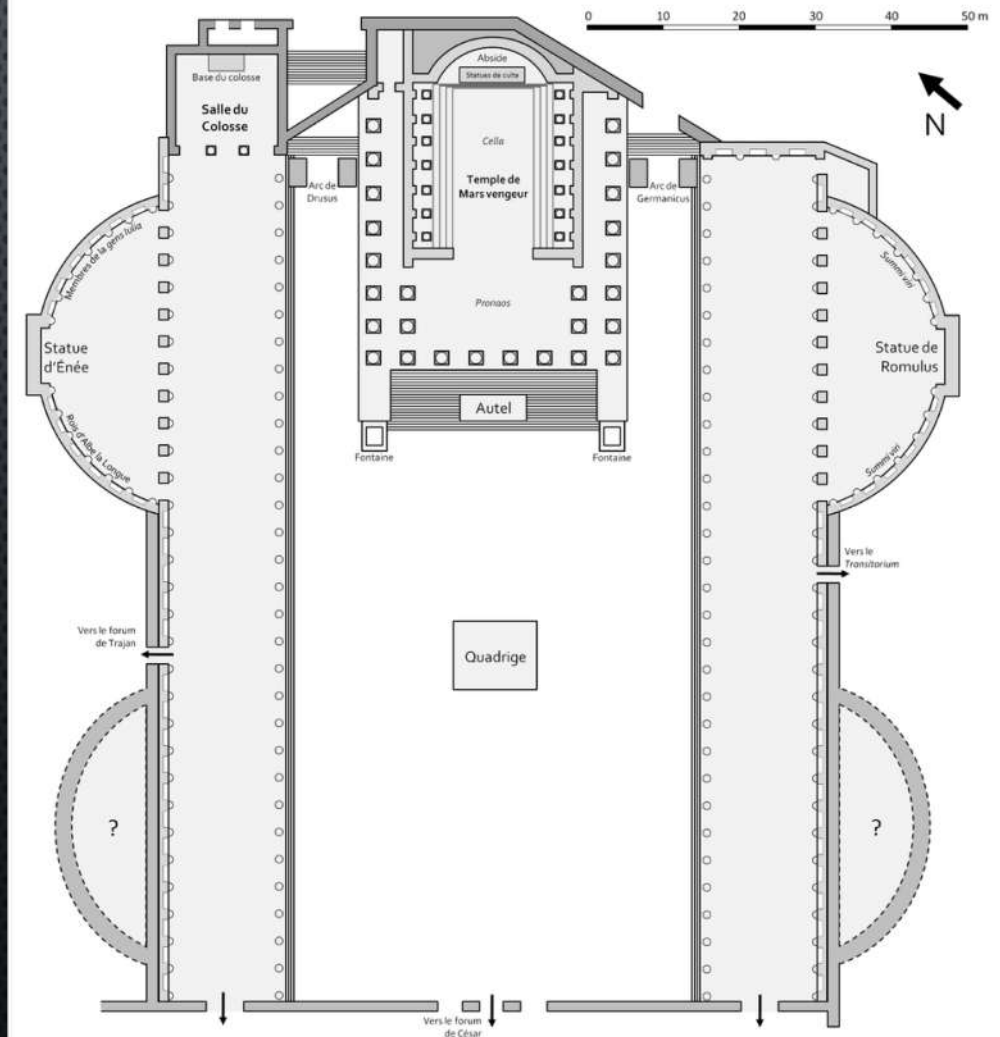 0 10 20 30 40 50 m
N
Abside
Statues de culte
Base du colosse
Salle du
Colosse
Cella
Temple de
Mars vengeur
Arc de
Drusus
Arc de
Germanicus
Membres de la gens Iulia
Summi viri
Pronaos
Statue
d'Énée
Statue de
Romulus
Rois d'Albe la Longue
Summi viri
Autel
Fontaine
Fontaine
Vers le
Transitorium
Vers le forum
de Trajan
Quadrige
?
?
Vers le forum
de César